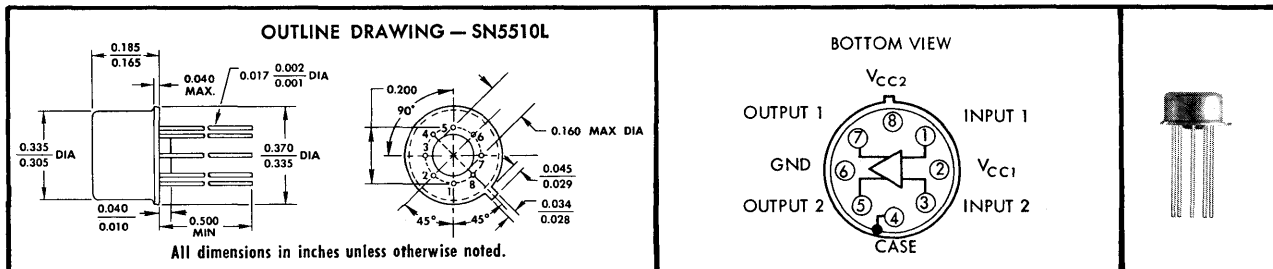 OUTLINE DRAWING — SN5510L
0.185
0.165
0.040
MAX.
0.017 0.002
0.001 DIA
0.335
0.305 DIA
0.370
0.335 DIA
0.040
0.010
0.500
MIN
0.200
90°
0.160 MAX DIA
0.045
0.029
0.034
0.028
45°
45°
1
2
3
4
5
6
7
8
All dimensions in inches unless otherwise noted.
BOTTOM VIEW
VCC2
OUTPUT 1
INPUT 1
GND
VCC1
OUTPUT 2
INPUT 2
CASE
8
7
1
6
2
5
3
4